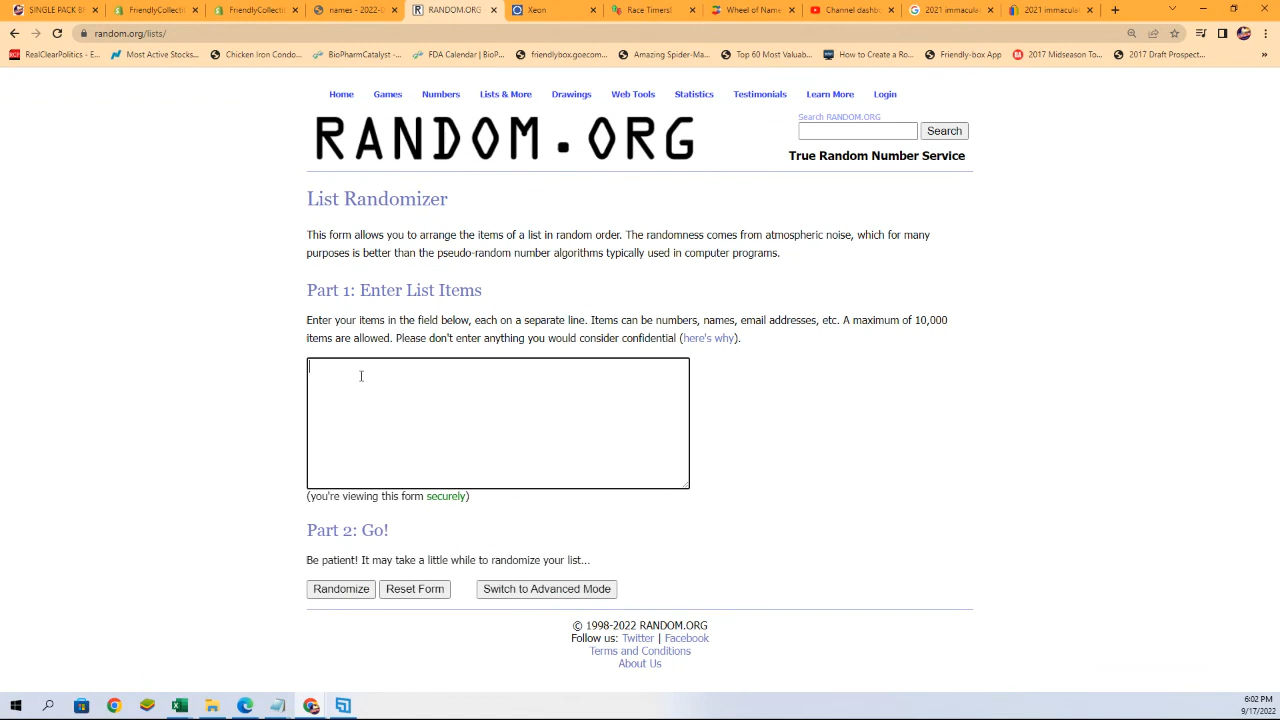 SINGLE PACK BF
FriendlyCollecti
FriendlyCollecti
names - 2022-0
RANDOM.ORG
Xeon
Race Timers!
Wheel of Name
Channel dashb
2021 immacul
2021 immacul
random.org/lists/
RealClearPolitics - E...
Most Active Stocks...
Chicken Iron Condo...
BioPharmCatalyst -...
FDA Calendar | BioP...
friendlybox.goecom...
Amazing Spider-Ma...
Top 60 Most Valuab...
How to Create a Ro...
Friendly-box App
2017 Midseason To...
2017 Draft Prospect...
»
Home Games Numbers Lists & More Drawings Web Tools Statistics Testimonials Learn More Login
RANDOM.ORG
Search RANDOM.ORG
Search
True Random Number Service
List Randomizer
This form allows you to arrange the items of a list in random order. The randomness comes from atmospheric noise, which for many
purposes is better than the pseudo-random number algorithms typically used in computer programs.
Part 1: Enter List Items
Enter your items in the field below, each on a separate line. Items can be numbers, names, email addresses, etc. A maximum of 10,000
items are allowed. Please don't enter anything you would consider confidential (here's why).
(you're viewing this form securely)
Part 2: Go!
Be patient! It may take a little while to randomize your list...
Randomize Reset Form Switch to Advanced Mode
© 1998-2022 RANDOM.ORG
Follow us: Twitter | Facebook
Terms and Conditions
About Us
6:02 PM
9/17/2022